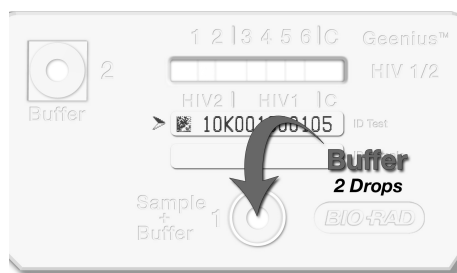 1 2 3 4 5 6 C Geenius™
2 HIV 1/2
HIV2 HIV1 C
Buffer
ID Test
Buffer
2 Drops
Sample
+
Buffer
1
BIO-RAD